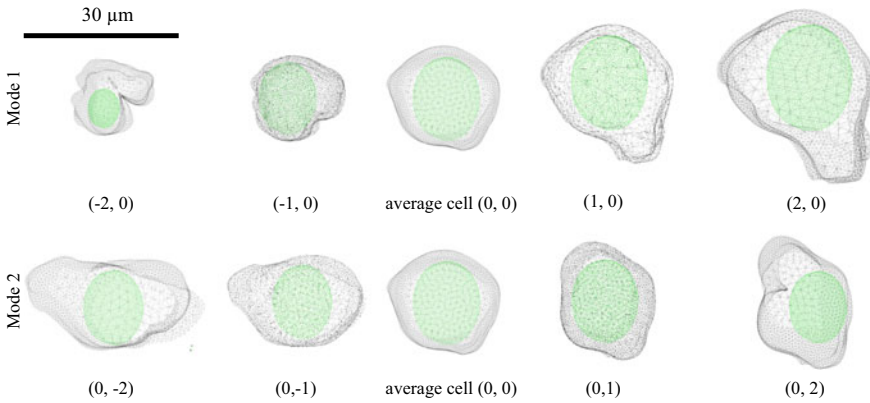 30 µm
Mode 1
(-2, 0)
(-1, 0)
average cell (0, 0)
(1, 0)
(2, 0)
Mode 2
(0, -2)
(0,-1)
average cell (0, 0)
(0,1)
(0, 2)